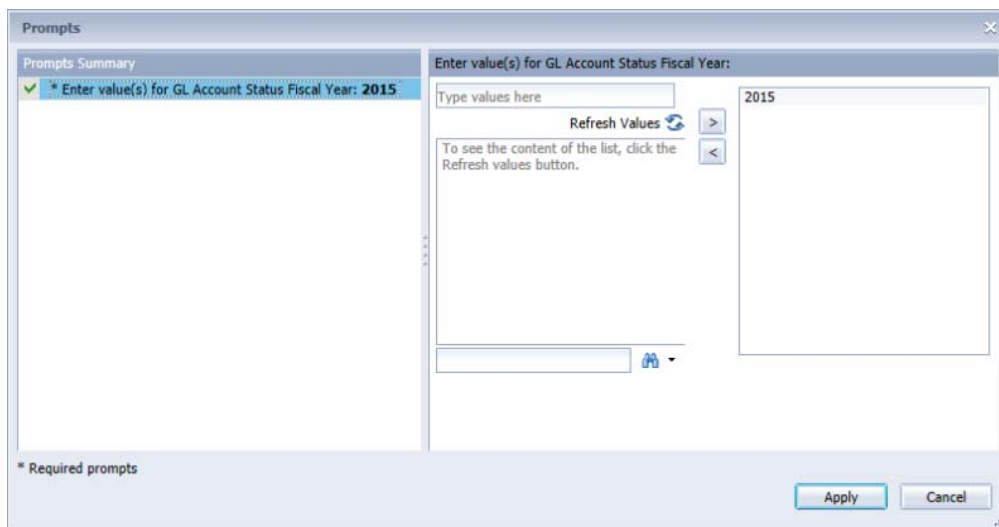 Prompts
Prompts Summary
* Enter value(s) for GL Account Status Fiscal Year: 2015
Enter value(s) for GL Account Status Fiscal Year:
Type values here
Refresh Values
To see the content of the list, click the
Refresh values button.
>
<
2015
* Required prompts
Apply
Cancel